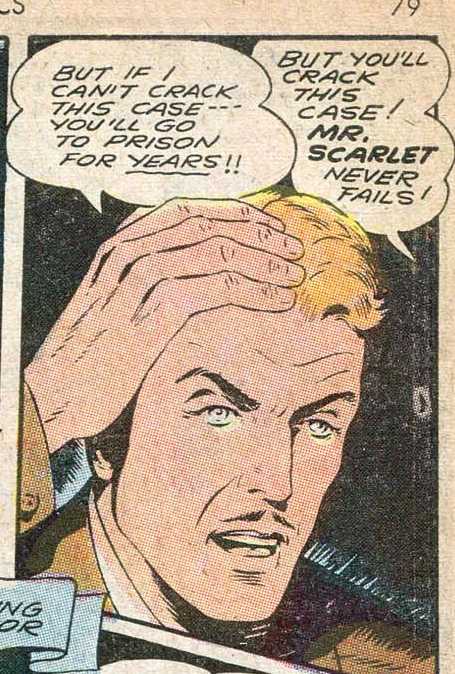 CS
79
BUT IF I
CAN'T CRACK
THIS CASE---
YOU'LL GO
TO PRISON
FOR YEARS!!
BUT YOU'LL
CRACK
THIS
CASE!
MR.
SCARLET
NEVER
FAILS!
NG
OR